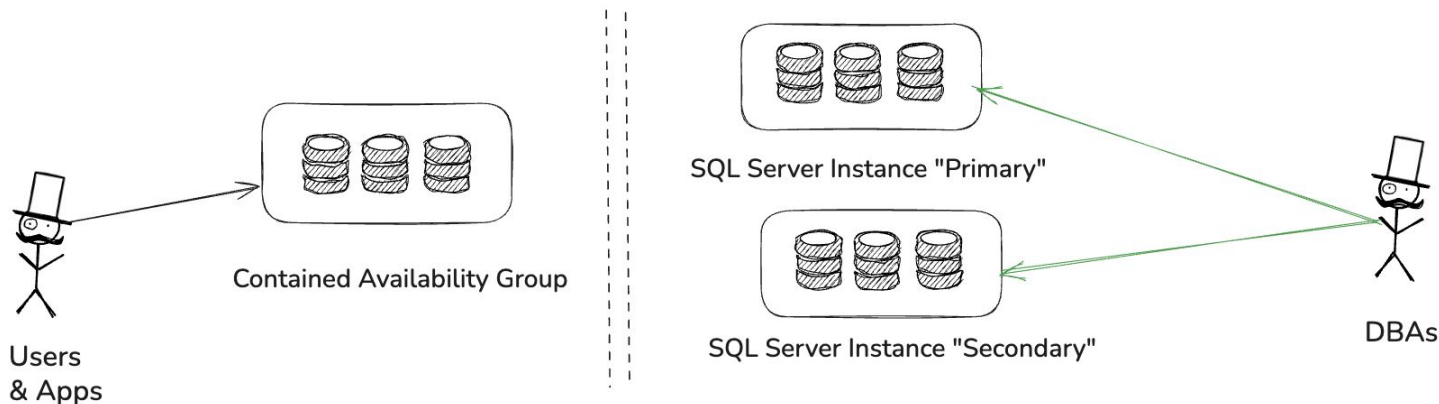 Users
& Apps
Contained Availability Group
SQL Server Instance "Primary"
SQL Server Instance "Secondary"
DBAs